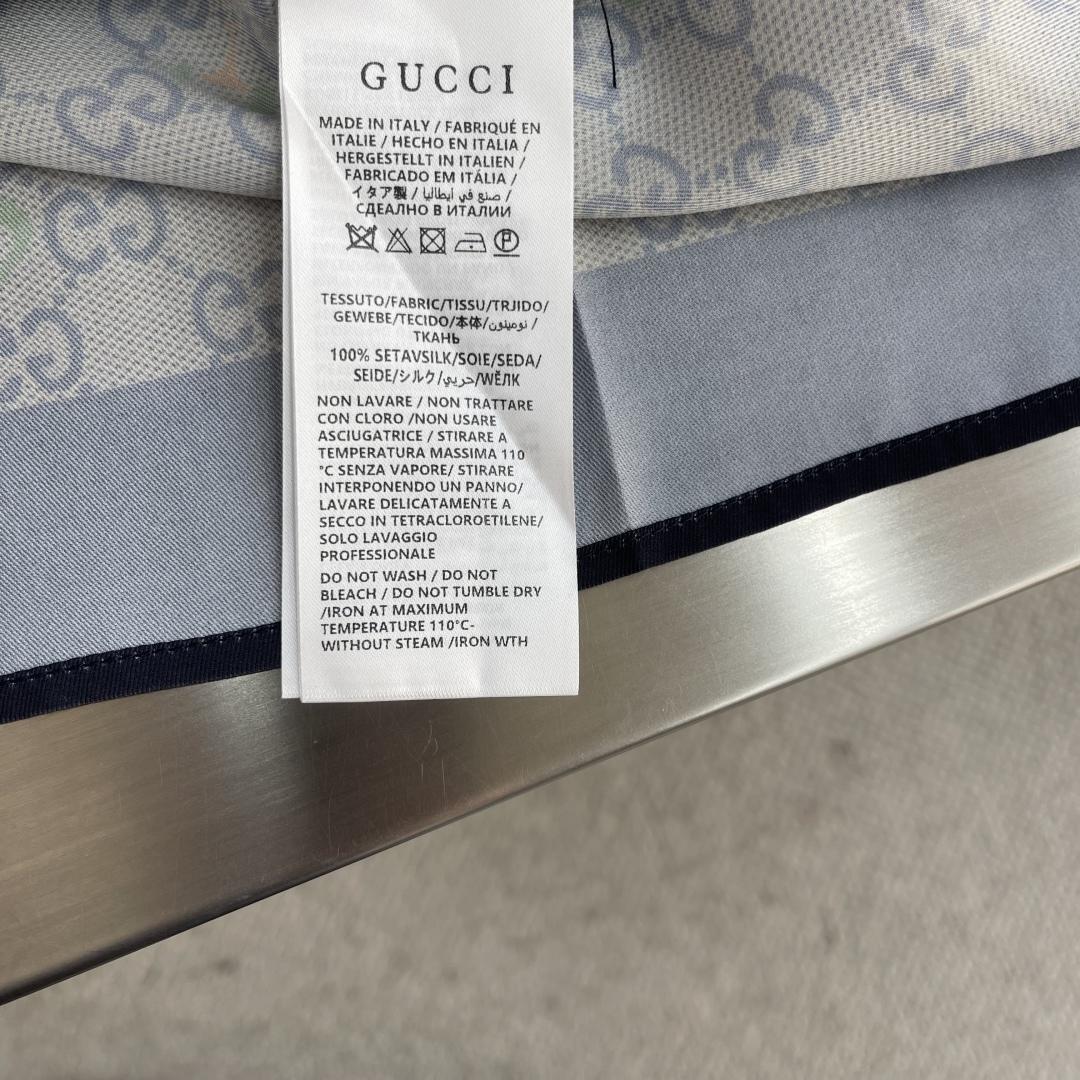 GUCCI
MADE IN ITALY / FABRIQUÉ EN
ITALIE / HECHO EN ITALIA /
HERGESTELLT IN ITALIEN /
FABRICADO EM ITÁLIA /
イタア製 / صنع في ايطاليا /
СДЕАЛНО В ИТАЛИИ
TESSUTO/FABRIC/TISSU/TRJIDO/
GEWEBE/TECIDO/本体/نوميلون /
ТКАНЬ
100% SETAVSILK/SOIE/SEDA/
SEIDE/シルク/حريي/WĔЛК
NON LAVARE / NON TRATTARE
CON CLORO /NON USARE
ASCIUGATRICE / STIRARE A
TEMPERATURA MASSIMA 110
°C SENZA VAPORE/ STIRARE
INTERPONENDO UN PANNO/
LAVARE DELICATAMENTE A
SECCO IN TETRACLOROETILENE/
SOLO LAVAGGIO
PROFESSIONALE
DO NOT WASH / DO NOT
BLEACH / DO NOT TUMBLE DRY
/IRON AT MAXIMUM
TEMPERATURE 110°C-
WITHOUT STEAM /IRON WTH